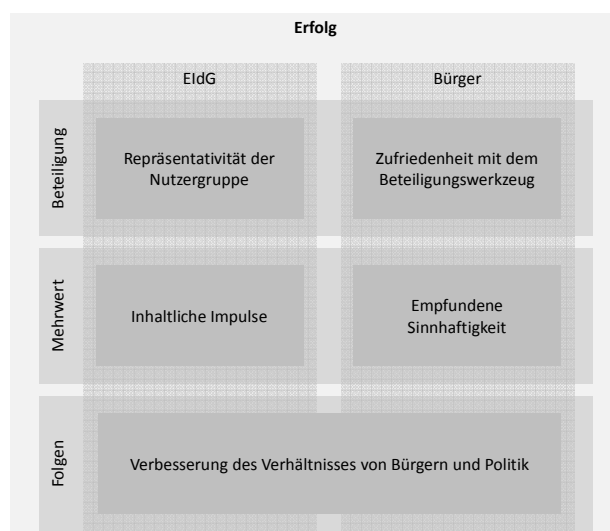 Erfolg
EIdG
Bürger
Beteiligung
Repräsentativität der
Nutzergruppe
Zufriedenheit mit dem
Beteiligungswerkzeug
Mehrwert
Inhaltliche Impulse
Empfundene
Sinnhaftigkeit
Folgen
Verbesserung des Verhältnisses von Bürgern und Politik